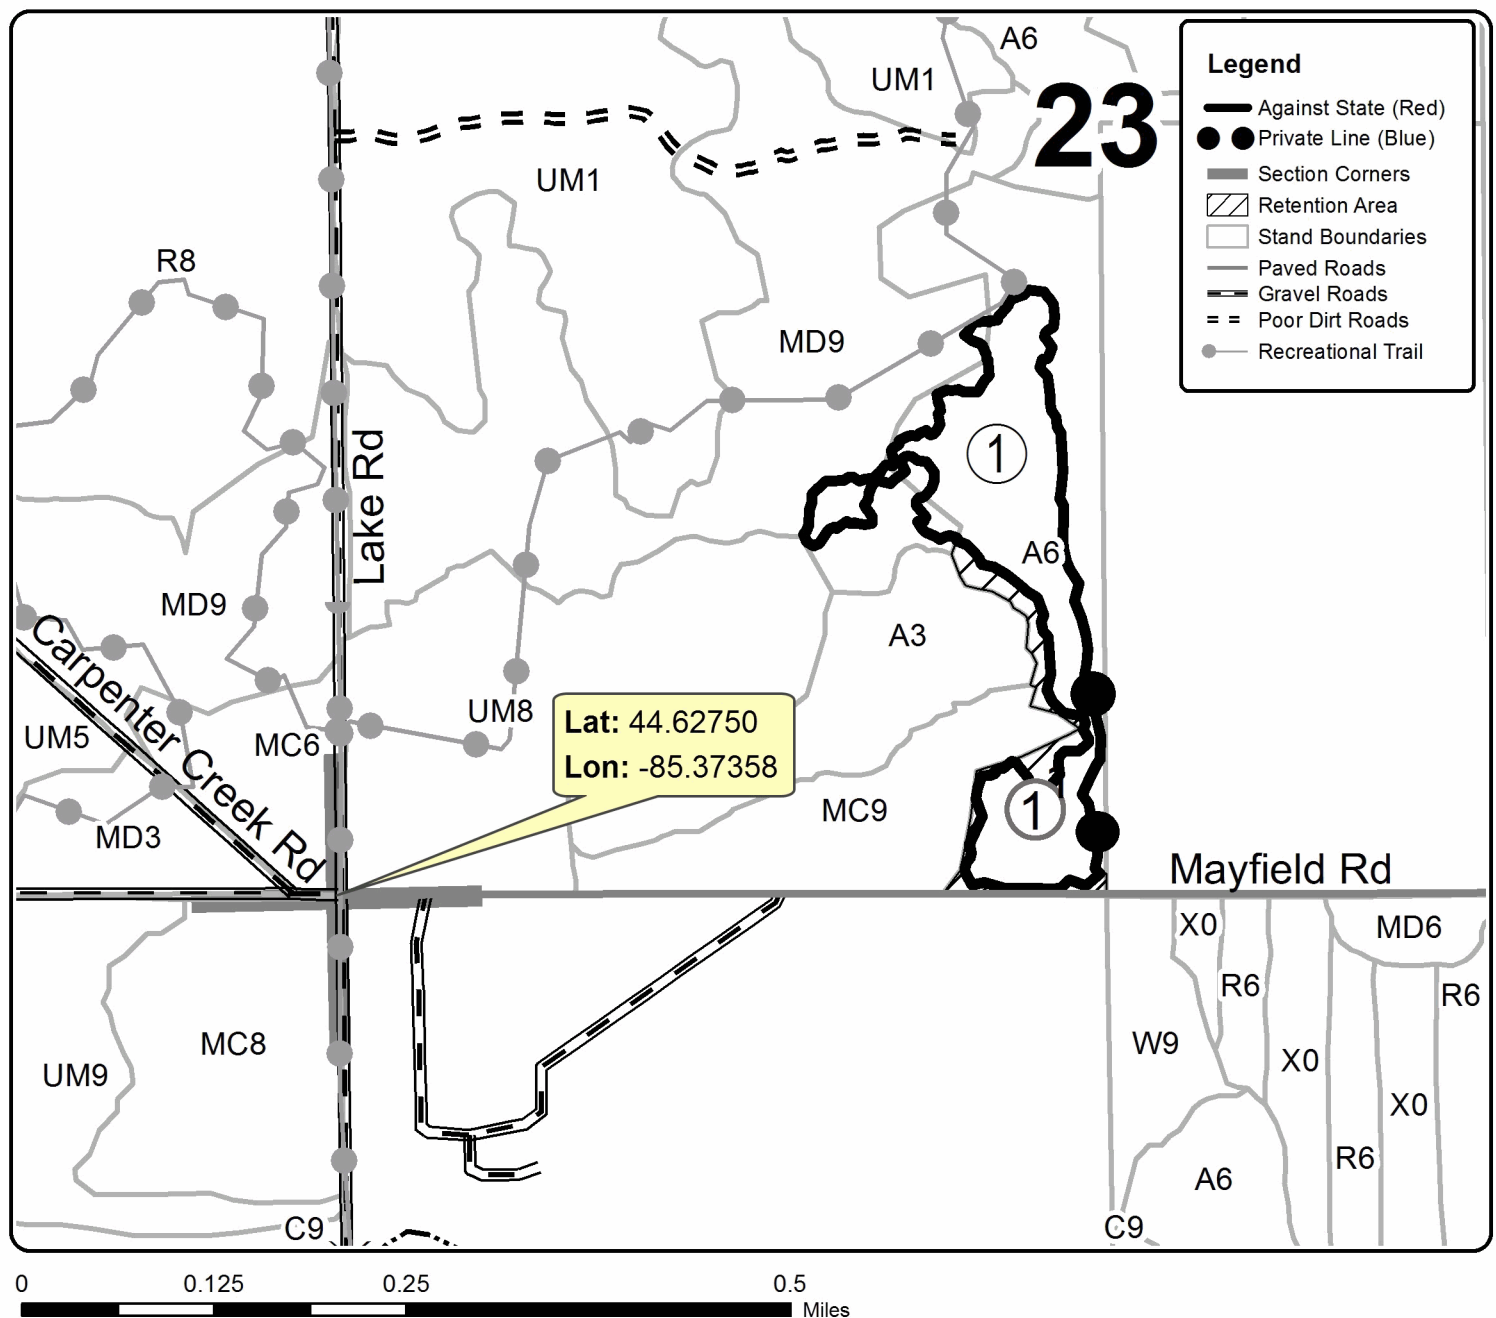 A6
UM1
23
Legend
Against State (Red)
Private Line (Blue)
Section Corners
Retention Area
Stand Boundaries
Paved Roads
Gravel Roads
Poor Dirt Roads
Recreational Trail
UM1
R8
MD9
1
Lake Rd
A6
MD9
A3
Carpenter Creek Rd
UM5
MC6
UM8
Lat: 44.62750
Lon: -85.37358
MC9
1
MD3
Mayfield Rd
X0
MD6
R6
R6
MC8
UM9
W9
X0
X0
R6
A6
C9
C9
0 0.125 0.25 0.5
Miles